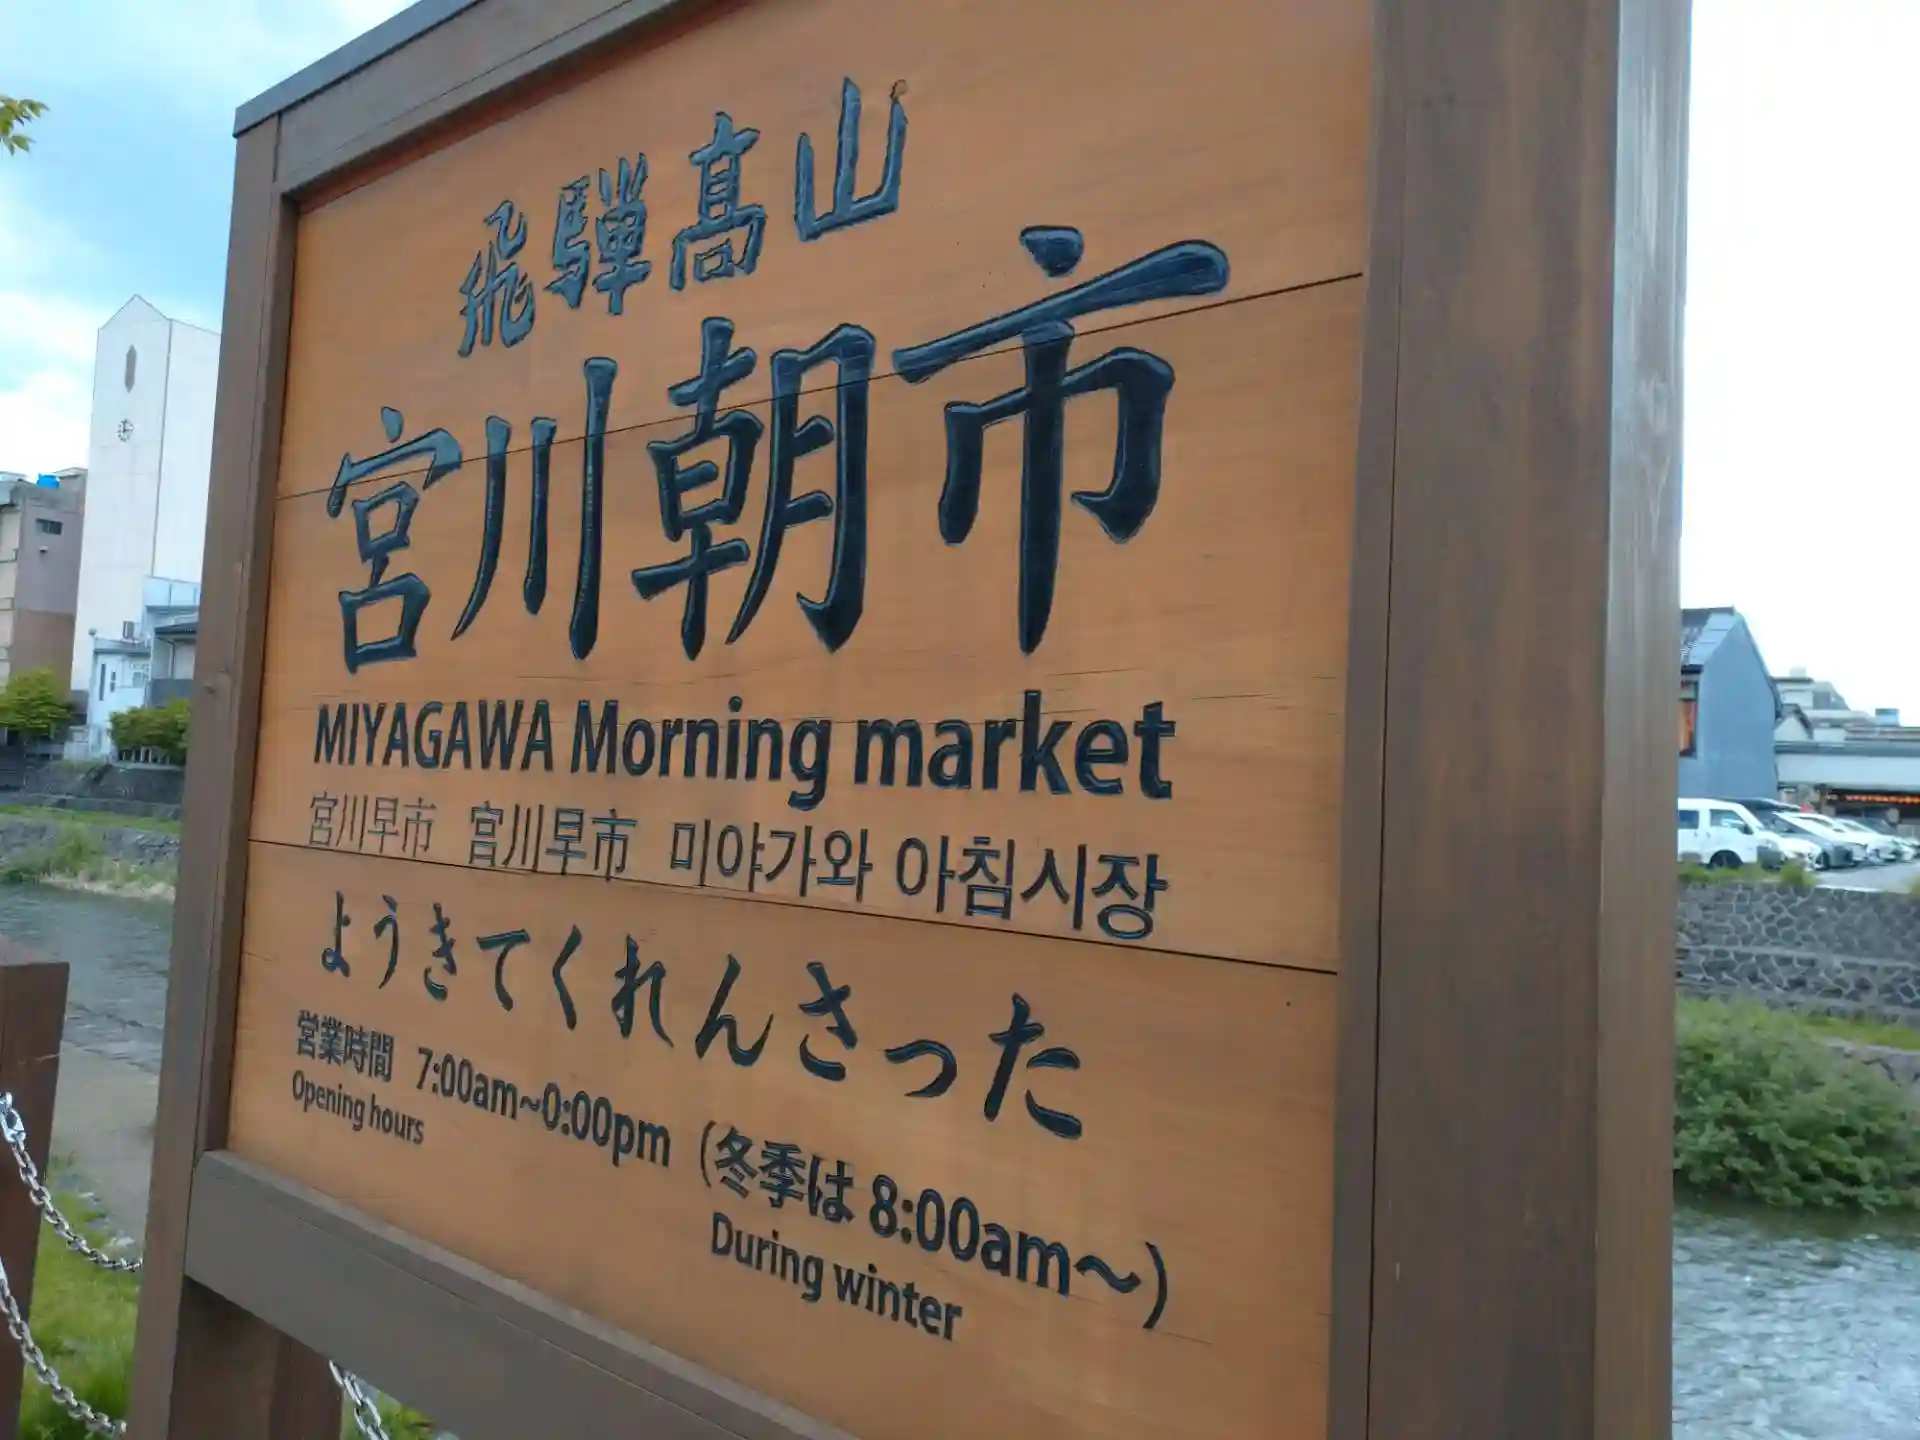 飛騨高山
宮川朝市
MIYAGAWA Morning market
宮川早市 宫川早市 미야가와 아침시장
ようきてくれんさった
営業時間 7:00am~0:00pm (冬季は 8:00am〜)
Opening hours During winter